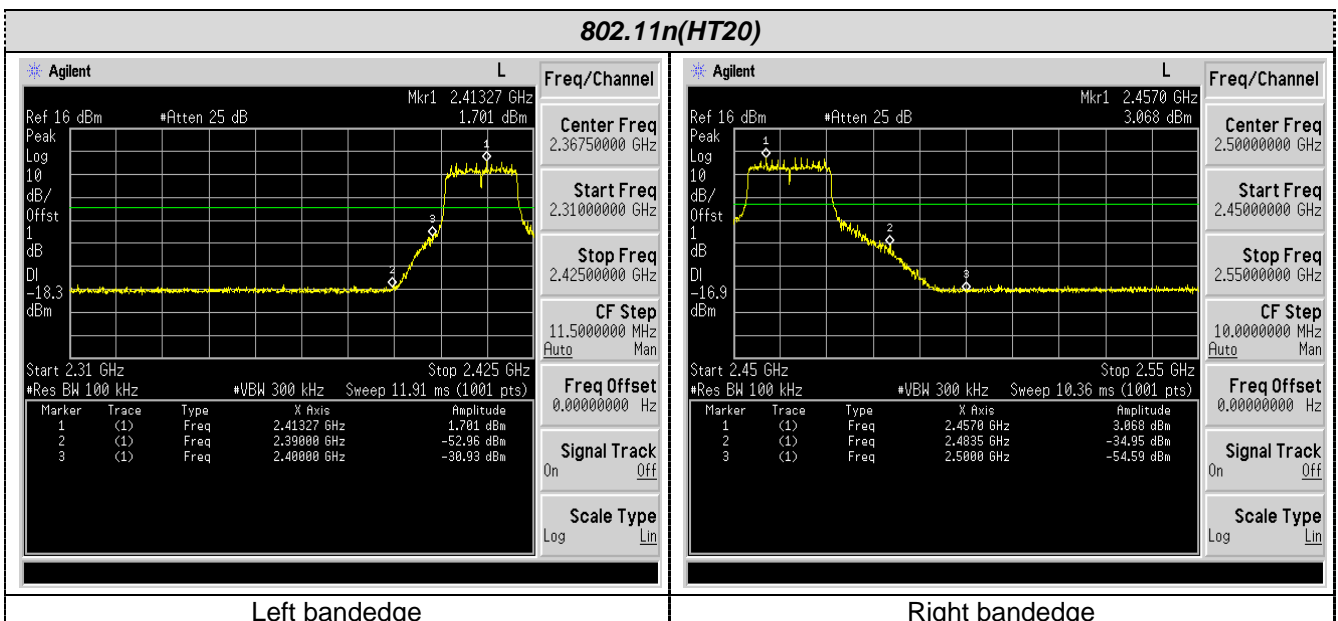 802.11n(HT20)
Agilent L
Mkr1 2.41327 GHz
Ref 16 dBm #Atten 25 dB 1.701 dBm
Peak
Log
10
dB/
Offst
1
dB
DI
-18.3
dBm
1
2
3
Start 2.31 GHz Stop 2.425 GHz
#Res BW 100 kHz #VBW 300 kHz Sweep 11.91 ms (1001 pts)
Marker Trace Type X Axis Amplitude
1 (1) Freq 2.41327 GHz 1.701 dBm
2 (1) Freq 2.39000 GHz -52.96 dBm
3 (1) Freq 2.40000 GHz -30.93 dBm
Freq/Channel
Center Freq
2.36750000 GHz
Start Freq
2.31000000 GHz
Stop Freq
2.42500000 GHz
CF Step
11.5000000 MHz
Auto Man
Freq Offset
0.00000000 Hz
Signal Track
On Off
Scale Type
Log Lin
Agilent L
Mkr1 2.4570 GHz
Ref 16 dBm #Atten 25 dB 3.068 dBm
Peak
Log
10
dB/
Offst
1
dB
DI
-16.9
dBm
1
2
3
Start 2.45 GHz Stop 2.55 GHz
#Res BW 100 kHz #VBW 300 kHz Sweep 10.36 ms (1001 pts)
Marker Trace Type X Axis Amplitude
1 (1) Freq 2.4570 GHz 3.068 dBm
2 (1) Freq 2.4835 GHz -34.95 dBm
3 (1) Freq 2.5000 GHz -54.59 dBm
Freq/Channel
Center Freq
2.50000000 GHz
Start Freq
2.45000000 GHz
Stop Freq
2.55000000 GHz
CF Step
10.0000000 MHz
Auto Man
Freq Offset
0.00000000 Hz
Signal Track
On Off
Scale Type
Log Lin
Left bandedge Right bandedge